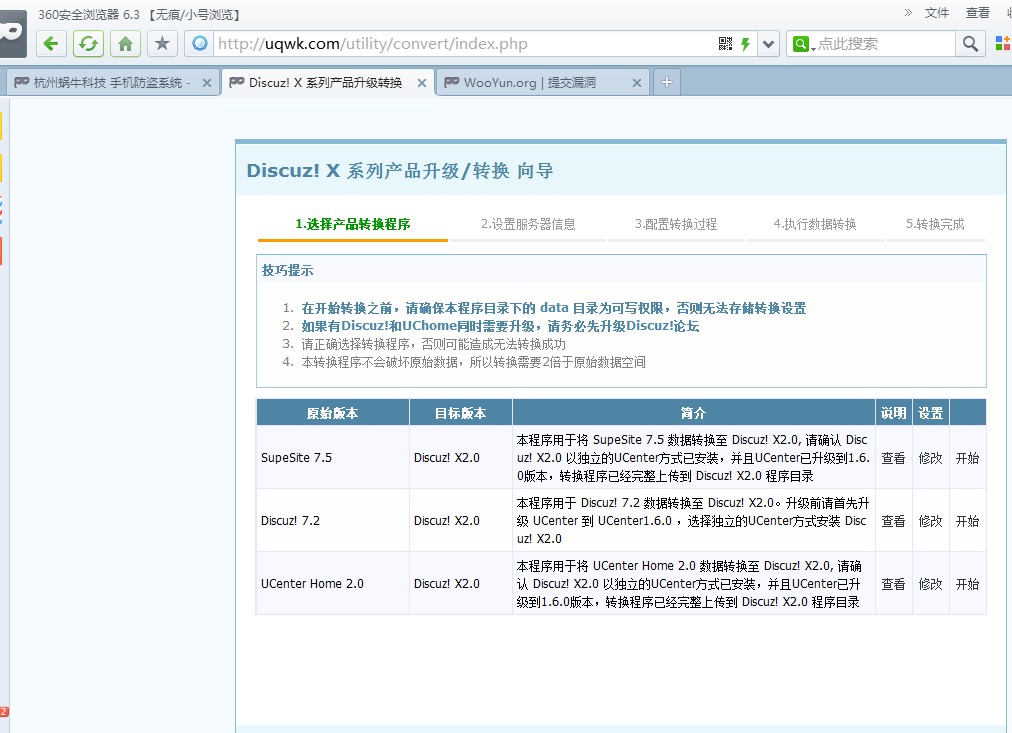 360安全浏览器 6.3 【无痕/小号浏览】
» 文件 查看
http://uqwk.com/utility/convert/index.php
点此搜索
杭州蜗牛科技 手机防盗系统 -
Discuz! X 系列产品升级转换
WooYun.org | 提交漏洞
Discuz! X 系列产品升级/转换 向导
1.选择产品转换程序 2.设置服务器信息 3.配置转换过程 4.执行数据转换 5.转换完成
技巧提示
1. 在开始转换之前，请确保本程序目录下的 data 目录为可写权限，否则无法存储转换设置
2. 如果有Discuz!和UChome同时需要升级，请务必先升级Discuz!论坛
3. 请正确选择转换程序，否则可能造成无法转换成功
4. 本转换程序不会破坏原始数据，所以转换需要2倍于原始数据空间
原始版本 目标版本 简介 说明 设置
SupeSite 7.5 Discuz! X2.0
本程序用于将 SupeSite 7.5 数据转换至 Discuz! X2.0, 请确认 Disc
uz! X2.0 以独立的UCenter方式已安装，并且UCenter已升级到1.6.
0版本，转换程序已经完整上传到 Discuz! X2.0 程序目录
查看 修改 开始
Discuz! 7.2 Discuz! X2.0
本程序用于 Discuz! 7.2 数据转换至 Discuz! X2.0。升级前请首先升
级 UCenter 到 UCenter1.6.0 ，选择独立的UCenter方式安装 Disc
uz! X2.0
查看 修改 开始
UCenter Home 2.0 Discuz! X2.0
本程序用于将 UCenter Home 2.0 数据转换至 Discuz! X2.0, 请确
认 Discuz! X2.0 以独立的UCenter方式已安装，并且UCenter已升
级到1.6.0版本，转换程序已经完整上传到 Discuz! X2.0 程序目录
查看 修改 开始
2